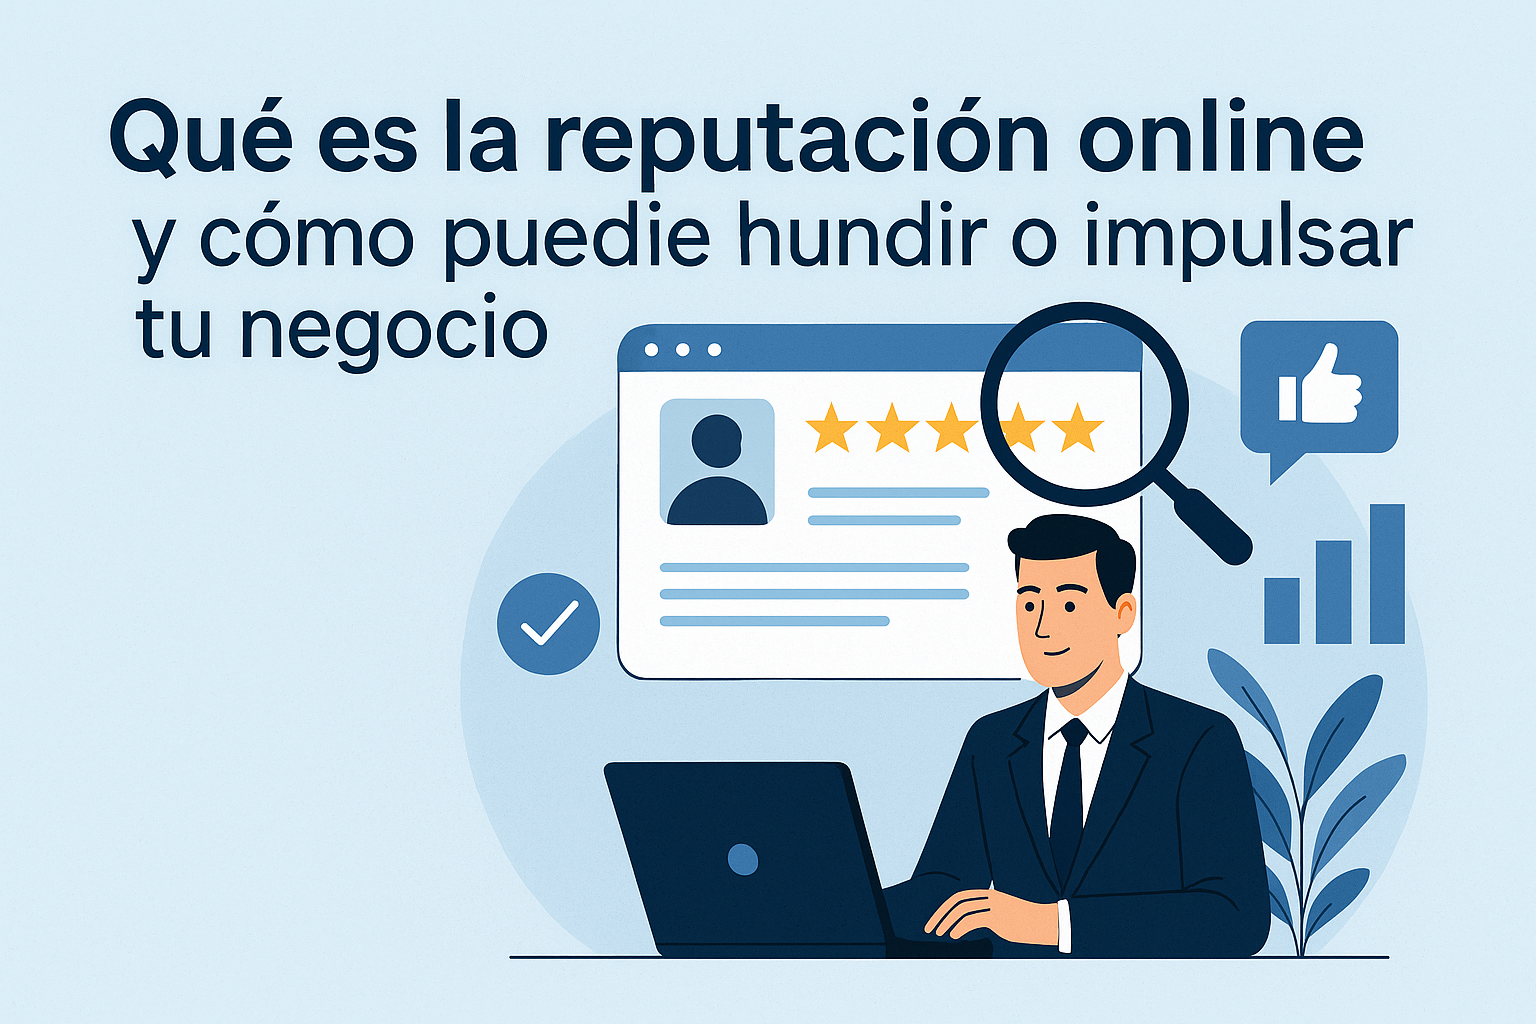 Qué es la reputación online
y cómo puedie hundir o impulsar
tu negocio